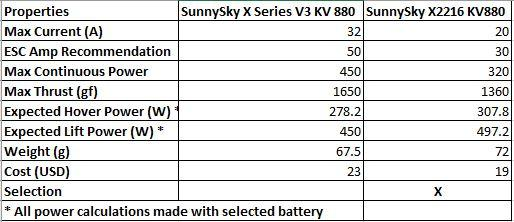 Properties SunnySky X Series V3 KV 880 SunnySky X2216 KV880
Max Current (A) 32 20
ESC Amp Recommendation 50 30
Max Continuous Power 450 320
Max Thrust (gf) 1650 1360
Expected Hover Power (W) * 278.2 307.8
Expected Lift Power (W) * 450 497.2
Weight (g) 67.5 72
Cost (USD) 23 19
Selection X
* All power calculations made with selected battery